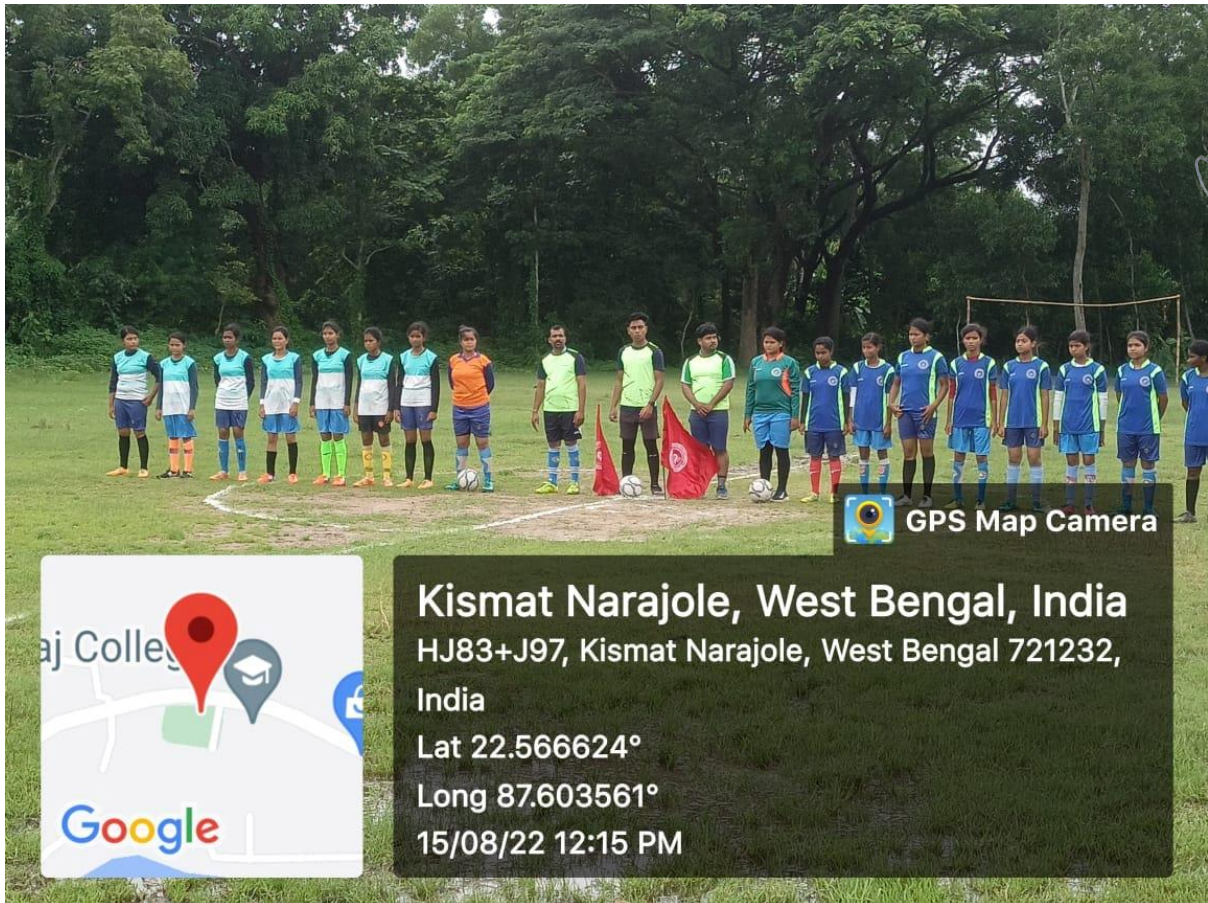 GPS Map Camera
Kismat Narajole, West Bengal, India
HJ83+J97, Kismat Narajole, West Bengal 721232,
India
Lat 22.566624°
Long 87.603561°
15/08/22 12:15 PM
aj Colleg
Google